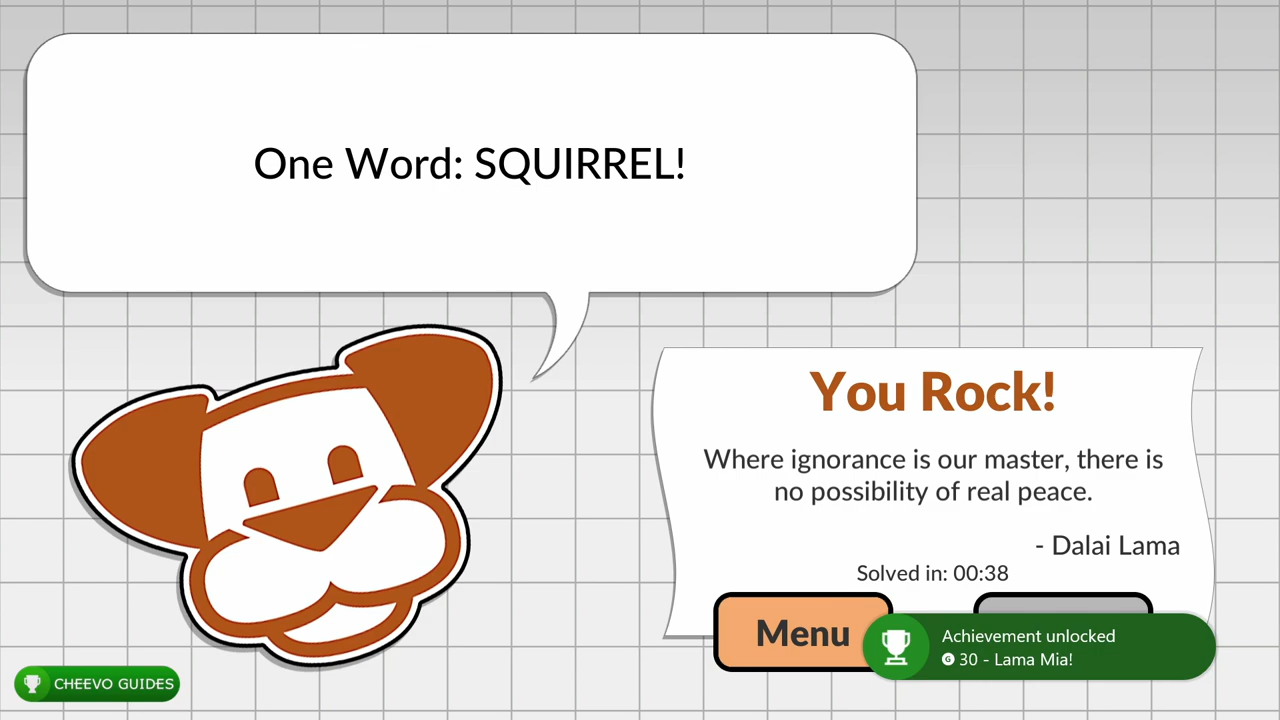 One Word: SQUIRREL!
You Rock!
Where ignorance is our master, there is
no possibility of real peace.
- Dalai Lama
Solved in: 00:38
Menu
Achievement unlocked
G 30 - Lama Mia!
CHEEVO GUIDES